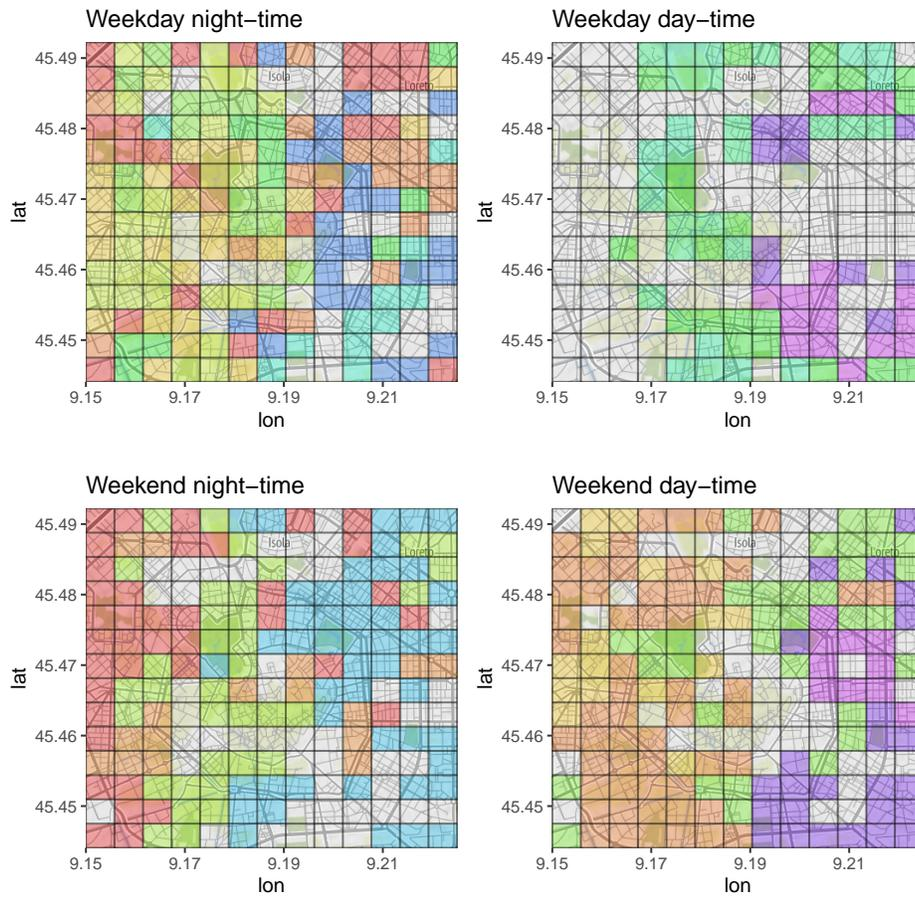 Weekday night−time
Weekday day−time
45.49
45.48
45.47
45.46
45.45
lat
Isola
Loreto
9.15
9.17
9.19
9.21
lon
45.49
45.48
45.47
45.46
45.45
lat
Isola
Loreto
9.15
9.17
9.19
9.21
lon
Weekend night−time
Weekend day−time
45.49
45.48
45.47
45.46
45.45
lat
Isola
Loreto
9.15
9.17
9.19
9.21
lon
45.49
45.48
45.47
45.46
45.45
lat
Isola
Loreto
9.15
9.17
9.19
9.21
lon